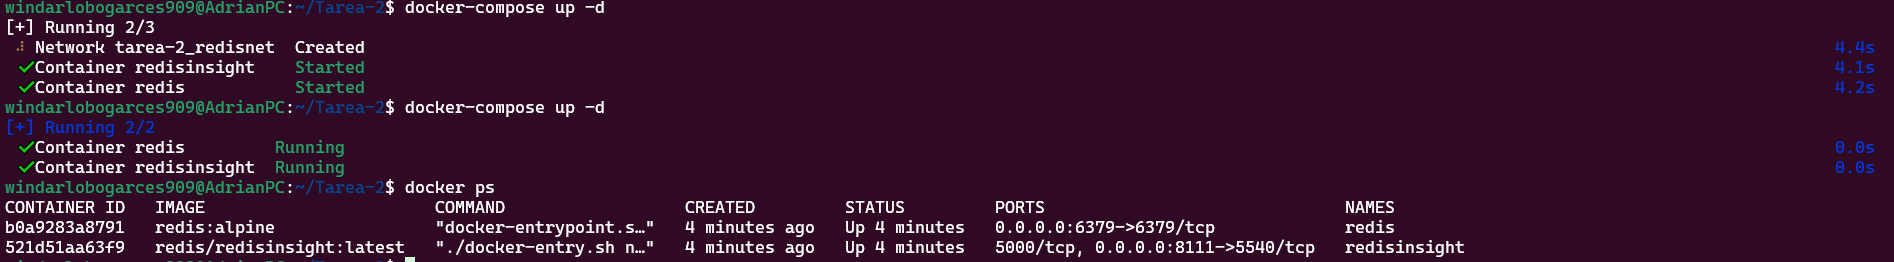 windarlobogarces909@AdrianPC:~/Tarea-2$ docker-compose up -d
[+] Running 2/3
Network tarea-2_redisnet Created 4.4s
✔Container redisinsight Started 4.1s
✔Container redis Started 4.2s
windarlobogarces909@AdrianPC:~/Tarea-2$ docker-compose up -d
[+] Running 2/2
✔Container redis Running 0.0s
✔Container redisinsight Running 0.0s
windarlobogarces909@AdrianPC:~/Tarea-2$ docker ps
CONTAINER ID IMAGE COMMAND CREATED STATUS PORTS NAMES
b0a9283a8791 redis:alpine "docker-entrypoint.s…" 4 minutes ago Up 4 minutes 0.0.0.0:6379->6379/tcp redis
521d51aa63f9 redis/redisinsight:latest "./docker-entry.sh n…" 4 minutes ago Up 4 minutes 5000/tcp, 0.0.0.0:8111->5540/tcp redisinsight